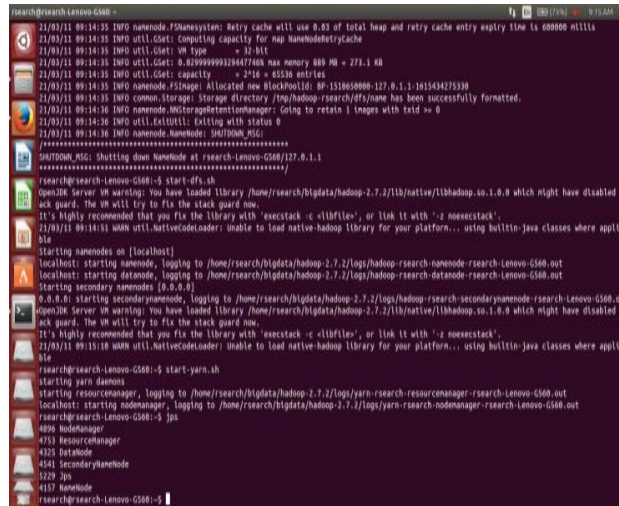 rsearch@rsearch-Lenovo-G560: ~
(75%) 9:15 AM
21/03/11 09:14:35 INFO namenode.FSNamesystem: Retry cache will use 0.03 of total heap and retry cache entry expiry time is 600000 millis
21/03/11 09:14:35 INFO util.GSet: Computing capacity for map NameNodeRetryCache
21/03/11 09:14:35 INFO util.GSet: VM type = 32-bit
21/03/11 09:14:35 INFO util.GSet: 0.029999999329447746% max memory 889 MB = 273.1 KB
21/03/11 09:14:35 INFO util.GSet: capacity = 2^16 = 65536 entries
21/03/11 09:14:35 INFO namenode.FSImage: Allocated new BlockPoolId: BP-1518650000-127.0.1.1-1615434275330
21/03/11 09:14:35 INFO common.Storage: Storage directory /tmp/hadoop-rsearch/dfs/name has been successfully formatted.
21/03/11 09:14:36 INFO namenode.NNStorageRetentionManager: Going to retain 1 images with txid >= 0
21/03/11 09:14:36 INFO util.ExitUtil: Exiting with status 0
21/03/11 09:14:36 INFO namenode.NameNode: SHUTDOWN_MSG:
/************************************************************
SHUTDOWN_MSG: Shutting down NameNode at rsearch-Lenovo-G560/127.0.1.1
************************************************************/
rsearch@rsearch-Lenovo-G560:~$ start-dfs.sh
OpenJDK Server VM warning: You have loaded library /home/rsearch/bigdata/hadoop-2.7.2/lib/native/libhadoop.so.1.0.0 which might have disabled
ack guard. The VM will try to fix the stack guard now.
It's highly recommended that you fix the library with 'execstack -c <libfile>', or link it with '-z noexecstack'.
21/03/11 09:14:51 WARN util.NativeCodeLoader: Unable to load native-hadoop library for your platform... using builtin-java classes where appli
ble
Starting namenodes on [localhost]
localhost: starting namenode, logging to /home/rsearch/bigdata/hadoop-2.7.2/logs/hadoop-rsearch-namenode-rsearch-Lenovo-G560.out
localhost: starting datanode, logging to /home/rsearch/bigdata/hadoop-2.7.2/logs/hadoop-rsearch-datanode-rsearch-Lenovo-G560.out
Starting secondary namenodes [0.0.0.0]
0.0.0.0: starting secondarynamenode, logging to /home/rsearch/bigdata/hadoop-2.7.2/logs/hadoop-rsearch-secondarynamenode-rsearch-Lenovo-G560.o
OpenJDK Server VM warning: You have loaded library /home/rsearch/bigdata/hadoop-2.7.2/lib/native/libhadoop.so.1.0.0 which might have disabled
ack guard. The VM will try to fix the stack guard now.
It's highly recommended that you fix the library with 'execstack -c <libfile>', or link it with '-z noexecstack'.
21/03/11 09:15:10 WARN util.NativeCodeLoader: Unable to load native-hadoop library for your platform... using builtin-java classes where appli
ble
rsearch@rsearch-Lenovo-G560:~$ start-yarn.sh
starting yarn daemons
starting resourcemanager, logging to /home/rsearch/bigdata/hadoop-2.7.2/logs/yarn-rsearch-resourcemanager-rsearch-Lenovo-G560.out
localhost: starting nodemanager, logging to /home/rsearch/bigdata/hadoop-2.7.2/logs/yarn-rsearch-nodemanager-rsearch-Lenovo-G560.out
rsearch@rsearch-Lenovo-G560:~$ jps
4896 NodeManager
4753 ResourceManager
4325 DataNode
4541 SecondaryNameNode
5229 Jps
4157 NameNode
rsearch@rsearch-Lenovo-G560:~$